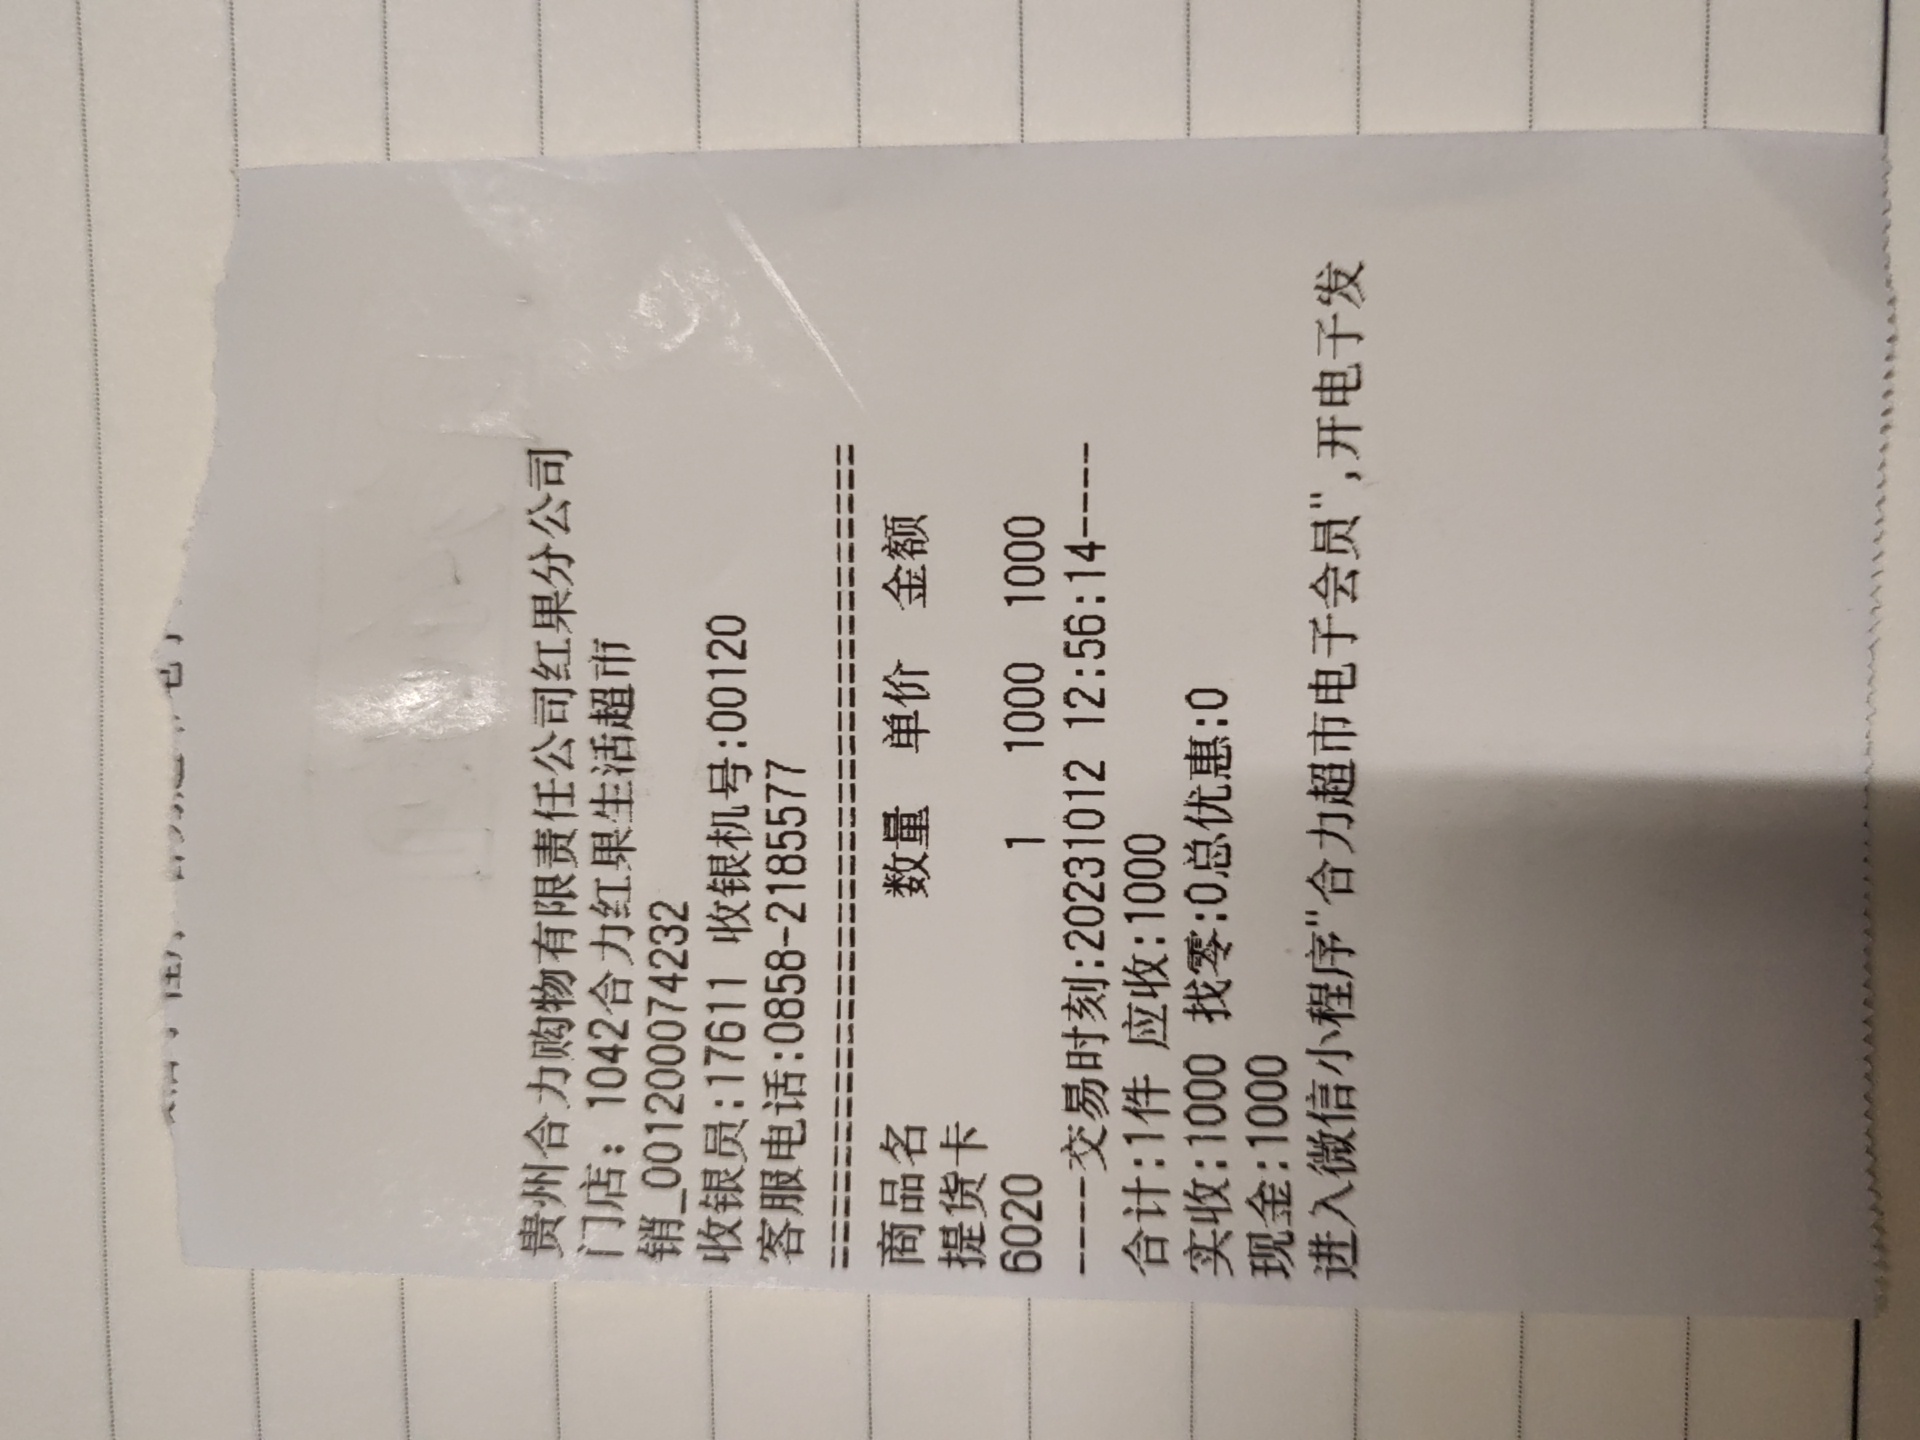 贵州合力购物有限责任公司红果分公司
门店: 1042合力红果生活超市
销_00120007​4232
收银员:17611 收银机号:00120
客服电话:0858-2185577
==============================
商品名 数量 单价 金额
提货卡
6020 1 1000 1000
----交易时刻:20231012 12:56:14----
合计:1件 应收:1000
实收:1000 找零:0总优惠:0
现金:1000
进入微信小程序"合力超市电子会员",开电子发